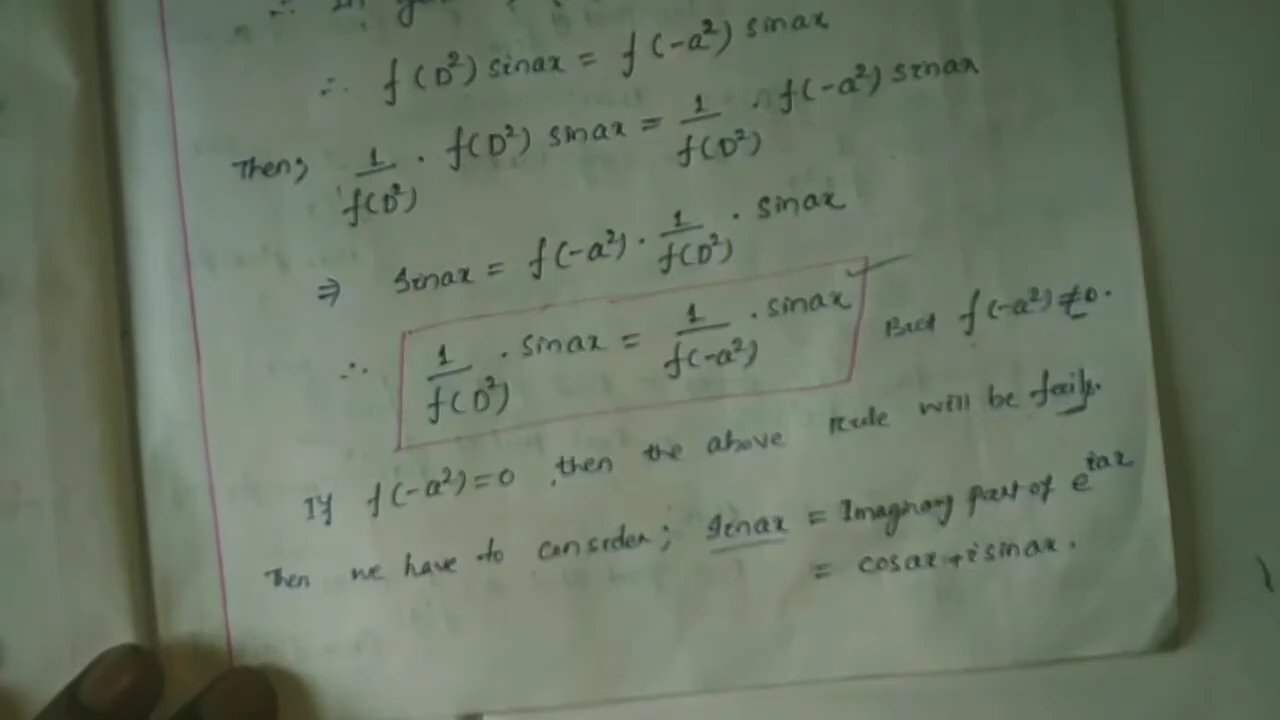 ∴ f(D²) sinax = f(-a²) sinax
Then; 1/f(D²) . f(D²) sinax = 1/f(D²) . f(-a²) sinax
⇒ sinax = f(-a²) . 1/f(D²) . sinax
∴ 1/f(D²) . sinax = 1/f(-a²) . sinax But f(-a²) ≠ 0.
If f(-a²) = 0, then the above rule will be fails.
Then we have to consider; sinax = Imaginary part of e^iax
= cosax + i sinax.